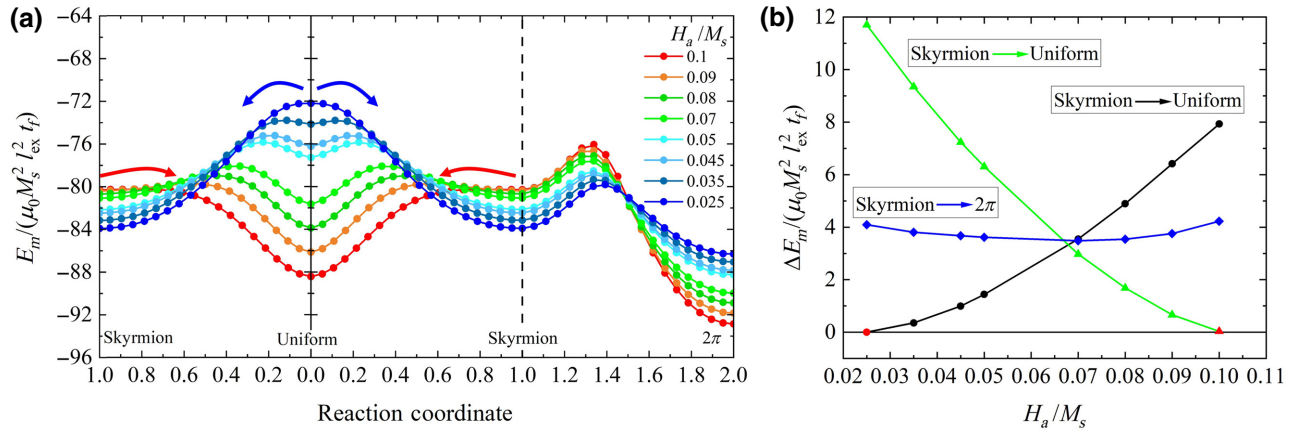 (a)
−64
−68
−72
−76
−80
−84
−88
−92
−96
E_m/(μ_0 M_s^2 l_ex^2 t_f)
H_a/M_s
0.1
0.09
0.08
0.07
0.05
0.045
0.035
0.025
Skyrmion
Uniform
Skyrmion
2π
1.0 0.8 0.6 0.4 0.2 0.0 0.2 0.4 0.6 0.8 1.0 1.2 1.4 1.6 1.8 2.0
Reaction coordinate
(b)
12
10
8
6
4
2
0
ΔE_m/(μ_0 M_s^2 l_ex^2 t_f)
Skyrmion Uniform
Skyrmion Uniform
Skyrmion 2π
0.02 0.03 0.04 0.05 0.06 0.07 0.08 0.09 0.10 0.11
H_a/M_s